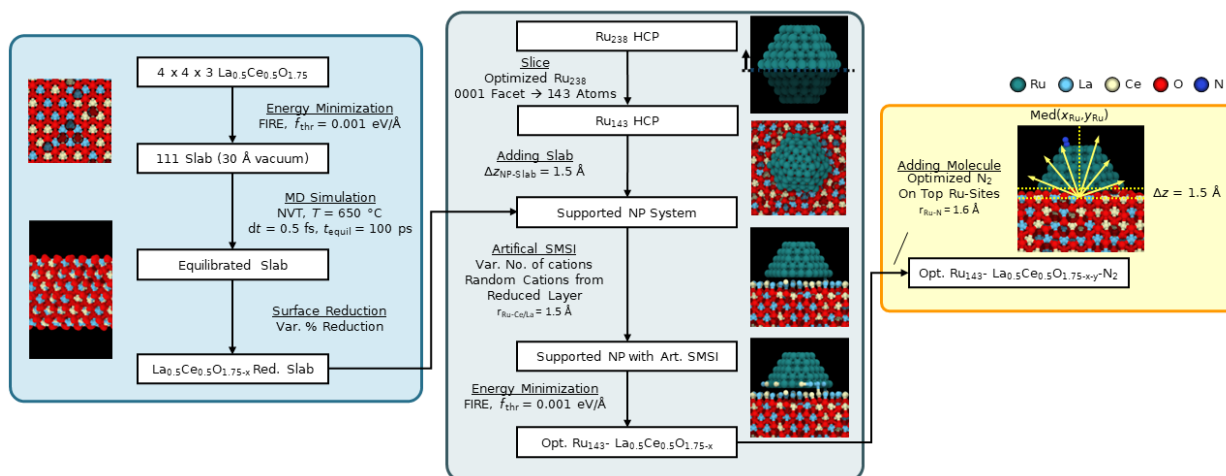 4 x 4 x 3 La0.5Ce0.5O1.75
Energy Minimization
FIRE, fthr = 0.001 eV/Å
111 Slab (30 Å vacuum)
MD Simulation
NVT, T = 650 °C
dt = 0.5 fs, tequil = 100 ps
Equilibrated Slab
Surface Reduction
Var. % Reduction
La0.5Ce0.5O1.75-x Red. Slab
Ru238 HCP
Slice
Optimized Ru238
0001 Facet → 143 Atoms
Ru143 HCP
Adding Slab
ΔzNP-Slab = 1.5 Å
Supported NP System
Artifical SMSI
Var. No. of cations
Random Cations from
Reduced Layer
rRu-Ce/La = 1.5 Å
Supported NP with Art. SMSI
Energy Minimization
FIRE, fthr = 0.001 eV/Å
Opt. Ru143- La0.5Ce0.5O1.75-x
Ru La Ce O N
Med(xRu,yRu)
Adding Molecule
Optimized N2
On Top Ru-Sites
rRu-N = 1.6 Å
Δz = 1.5 Å
Opt. Ru143- La0.5Ce0.5O1.75-x-y-N2